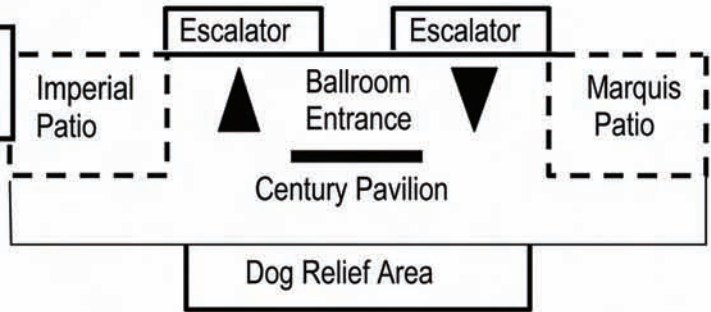 Escalator
Escalator
Imperial
Patio
Ballroom
Entrance
Marquis
Patio
Century Pavilion
Dog Relief Area